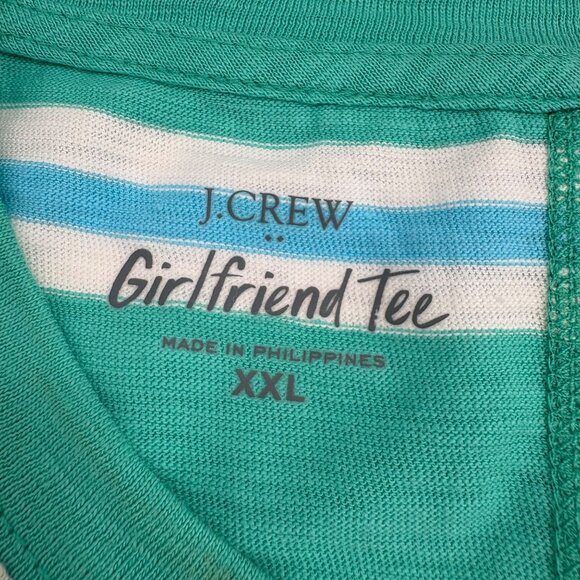 J.CREW
Girlfriend Tee
MADE IN PHILIPPINES
XXL